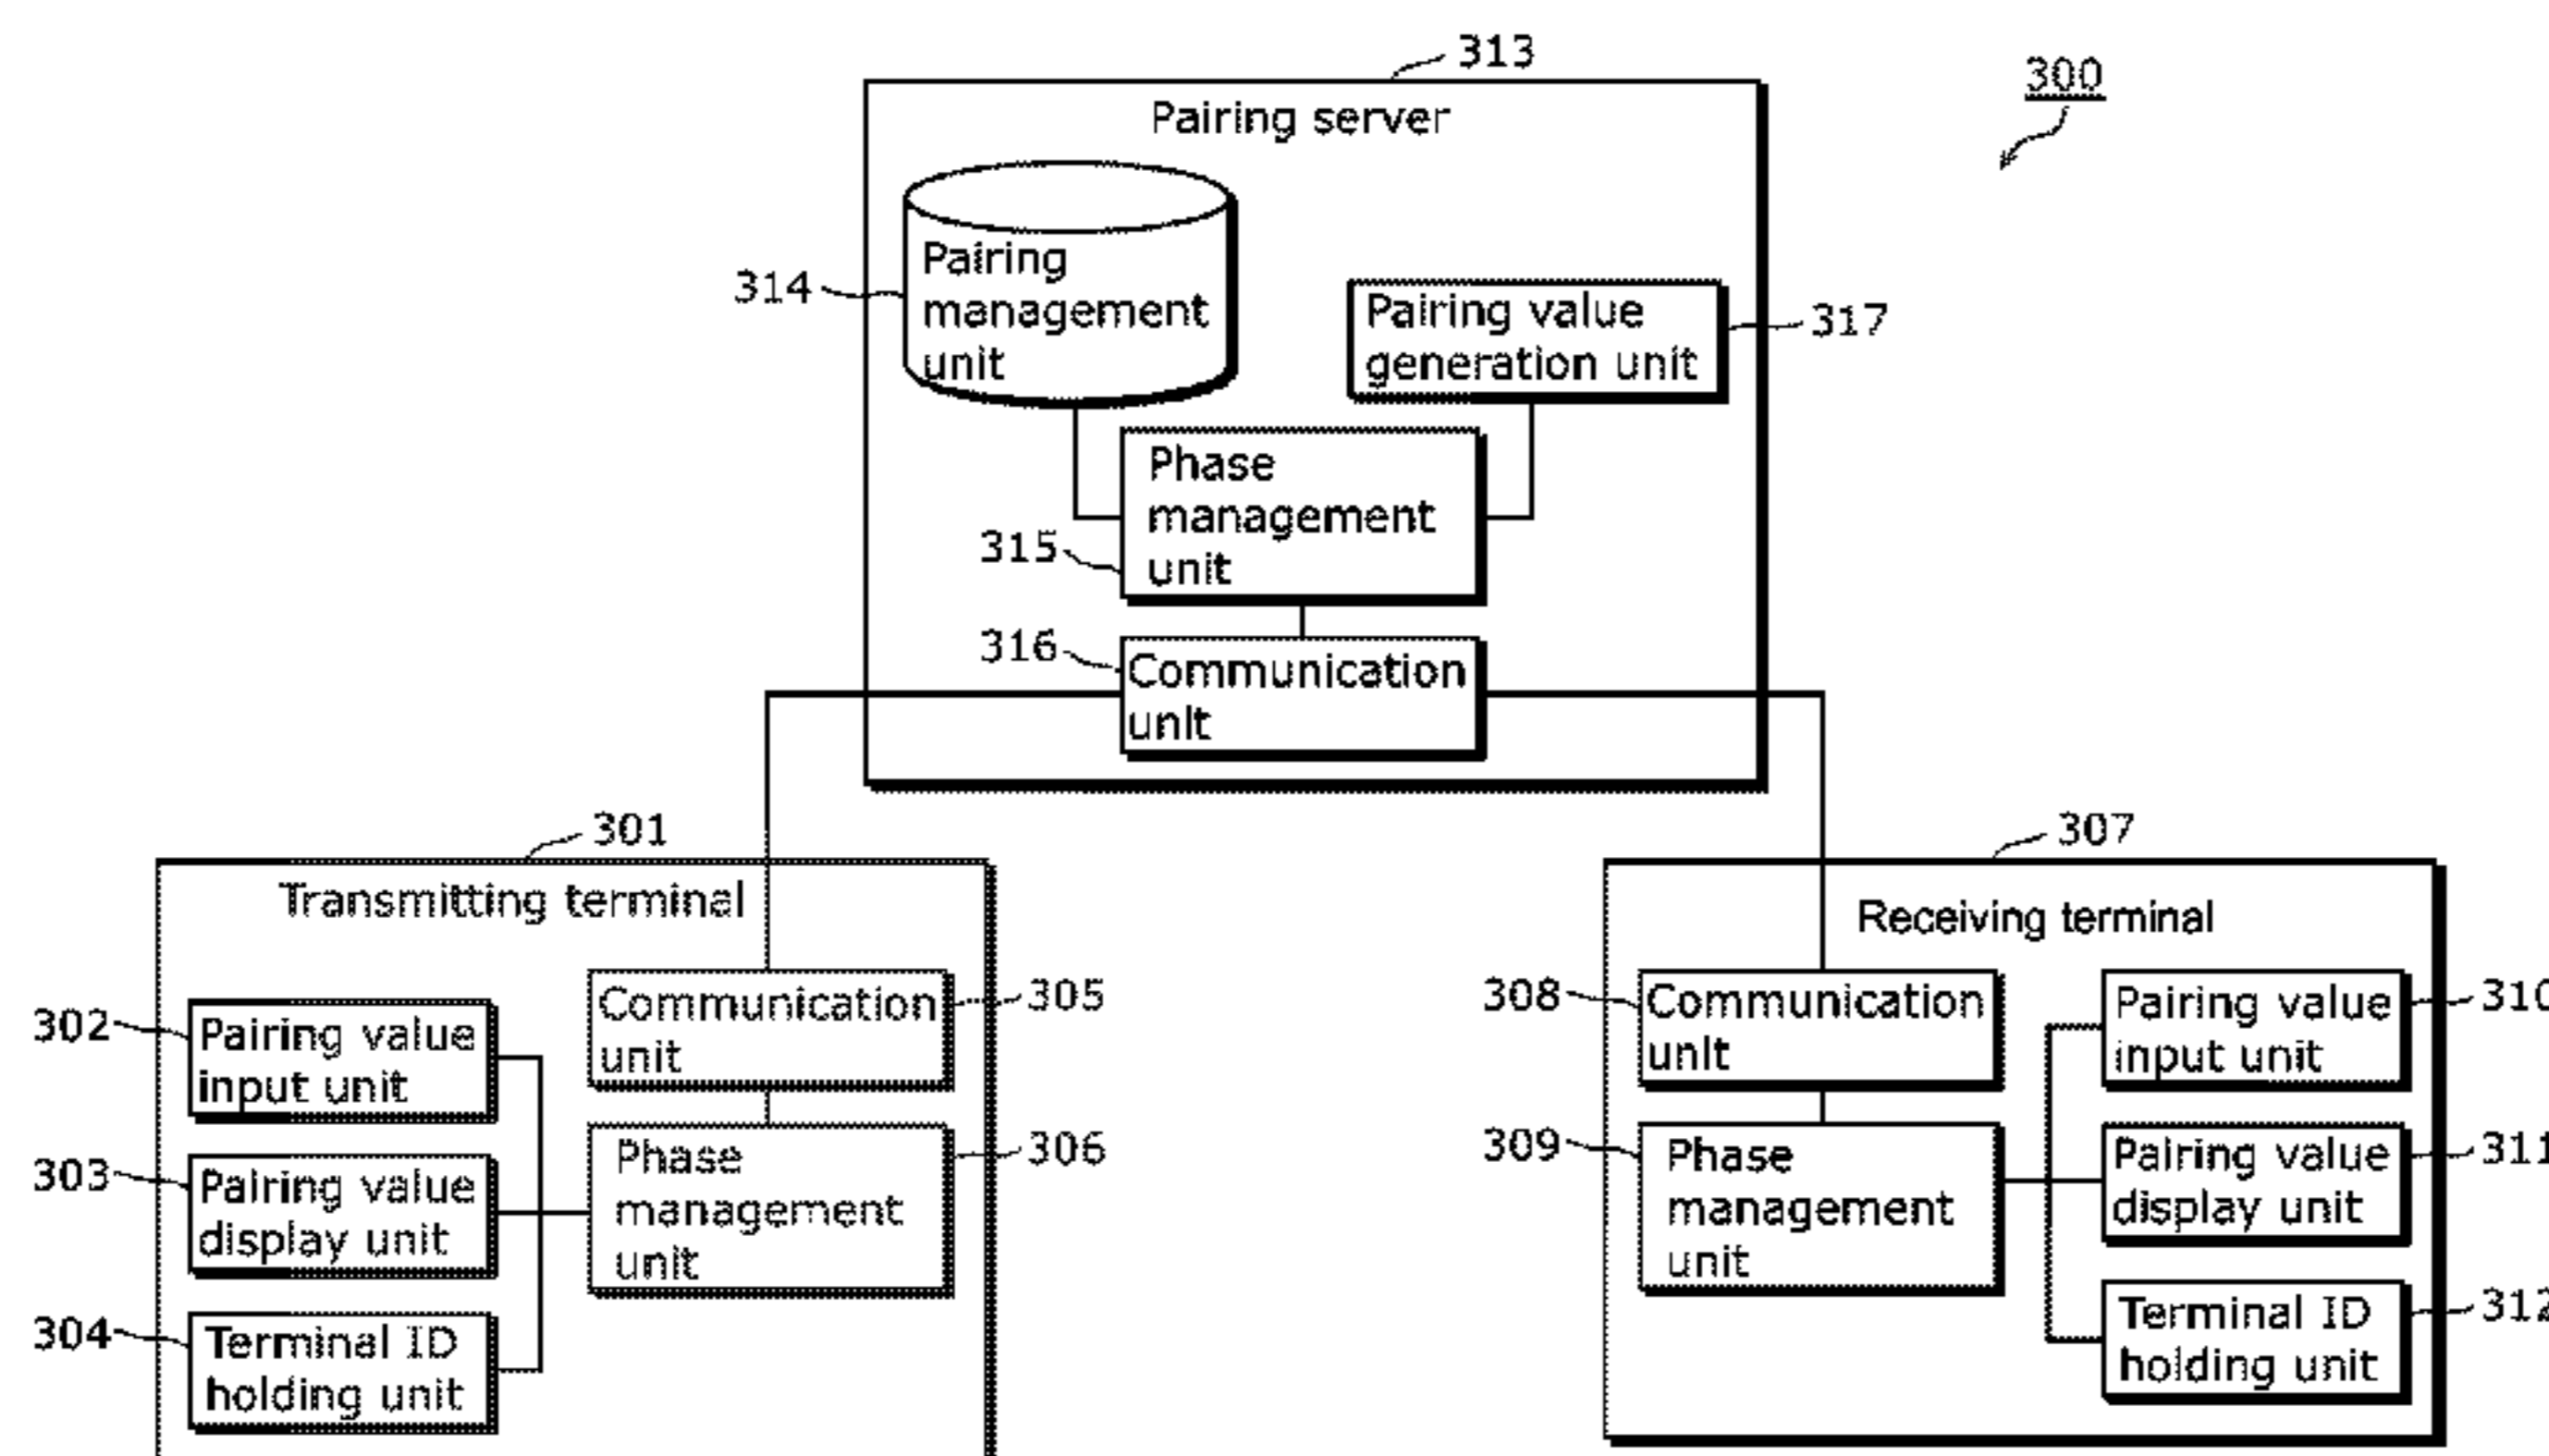 313
300
Pairing server
314
Pairing
management
unit
Pairing value
generation unit
317
Phase
management
unit
315
316
Communication
unit
301
Transmitting terminal
302
Pairing value
input unit
303
Pairing value
display unit
304
Terminal ID
holding unit
Communication
unit
305
Phase
management
unit
306
307
Receiving terminal
308
Communication
unit
309
Phase
management
unit
Pairing value
input unit
310
Pairing value
display unit
311
Terminal ID
holding unit
312